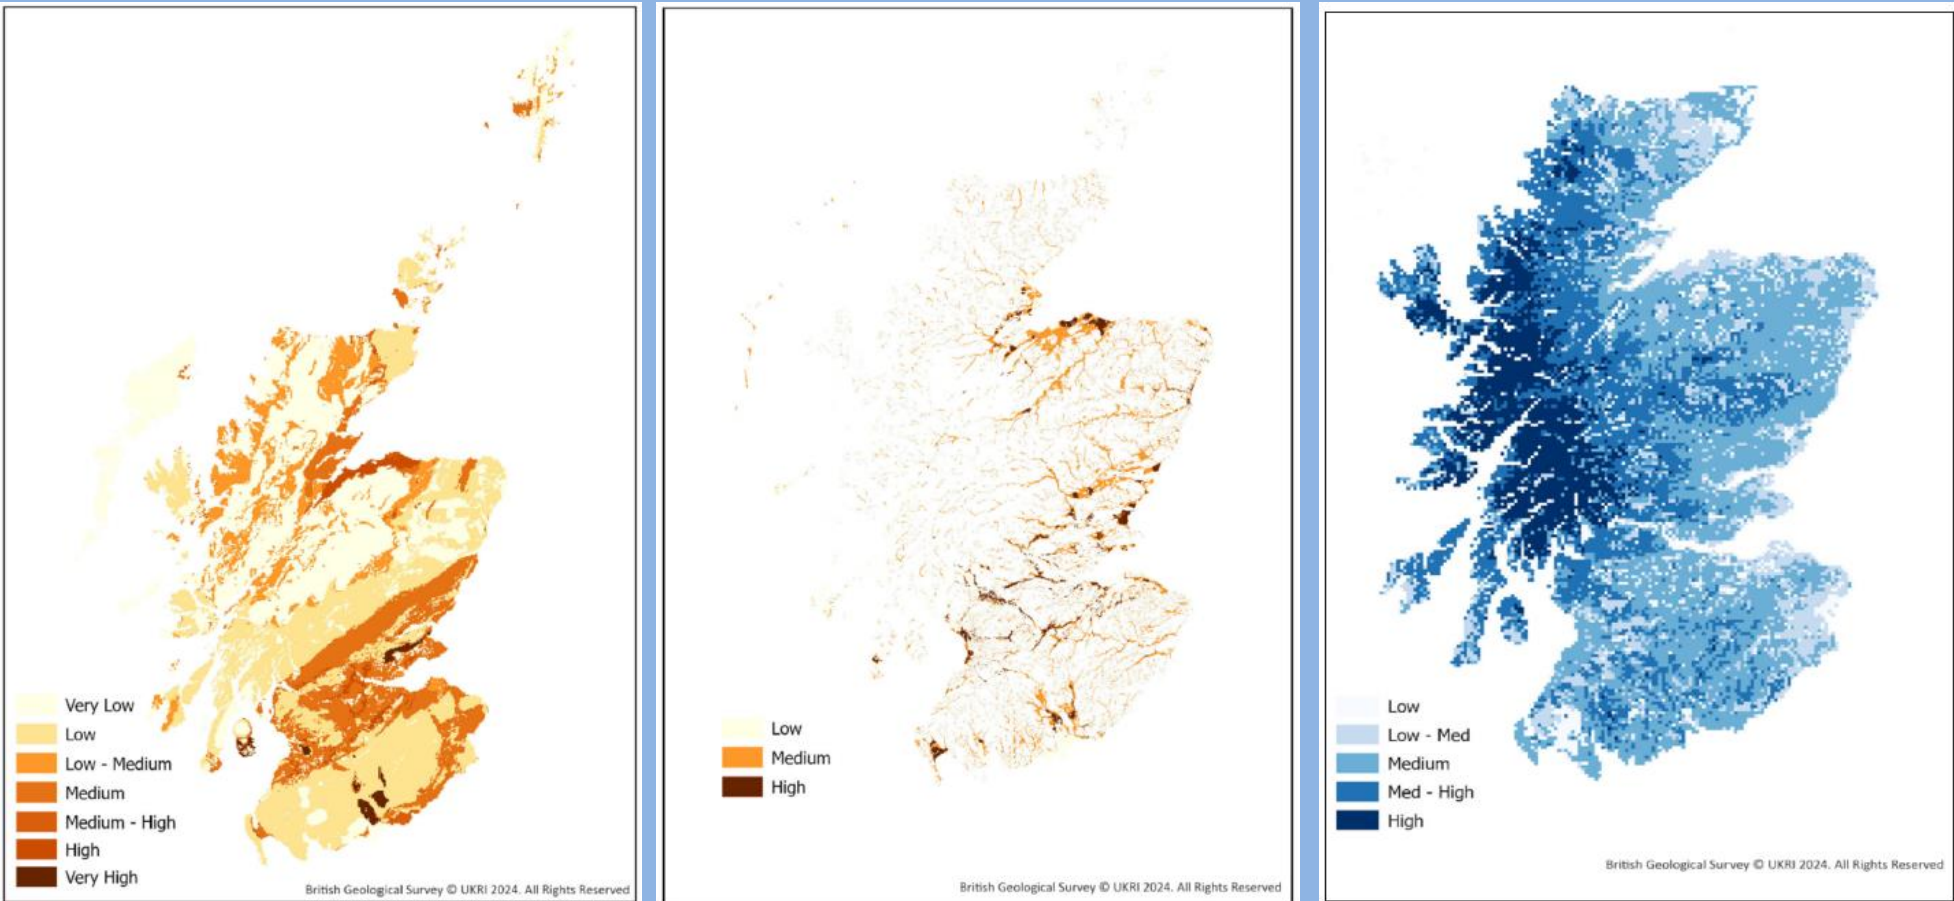 Very Low
Low
Low - Medium
Medium
Medium - High
High
Very High
British Geological Survey © UKRI 2024. All Rights Reserved
Low
Medium
High
British Geological Survey © UKRI 2024. All Rights Reserved
Low
Low - Med
Medium
Med - High
High
British Geological Survey © UKRI 2024. All Rights Reserved